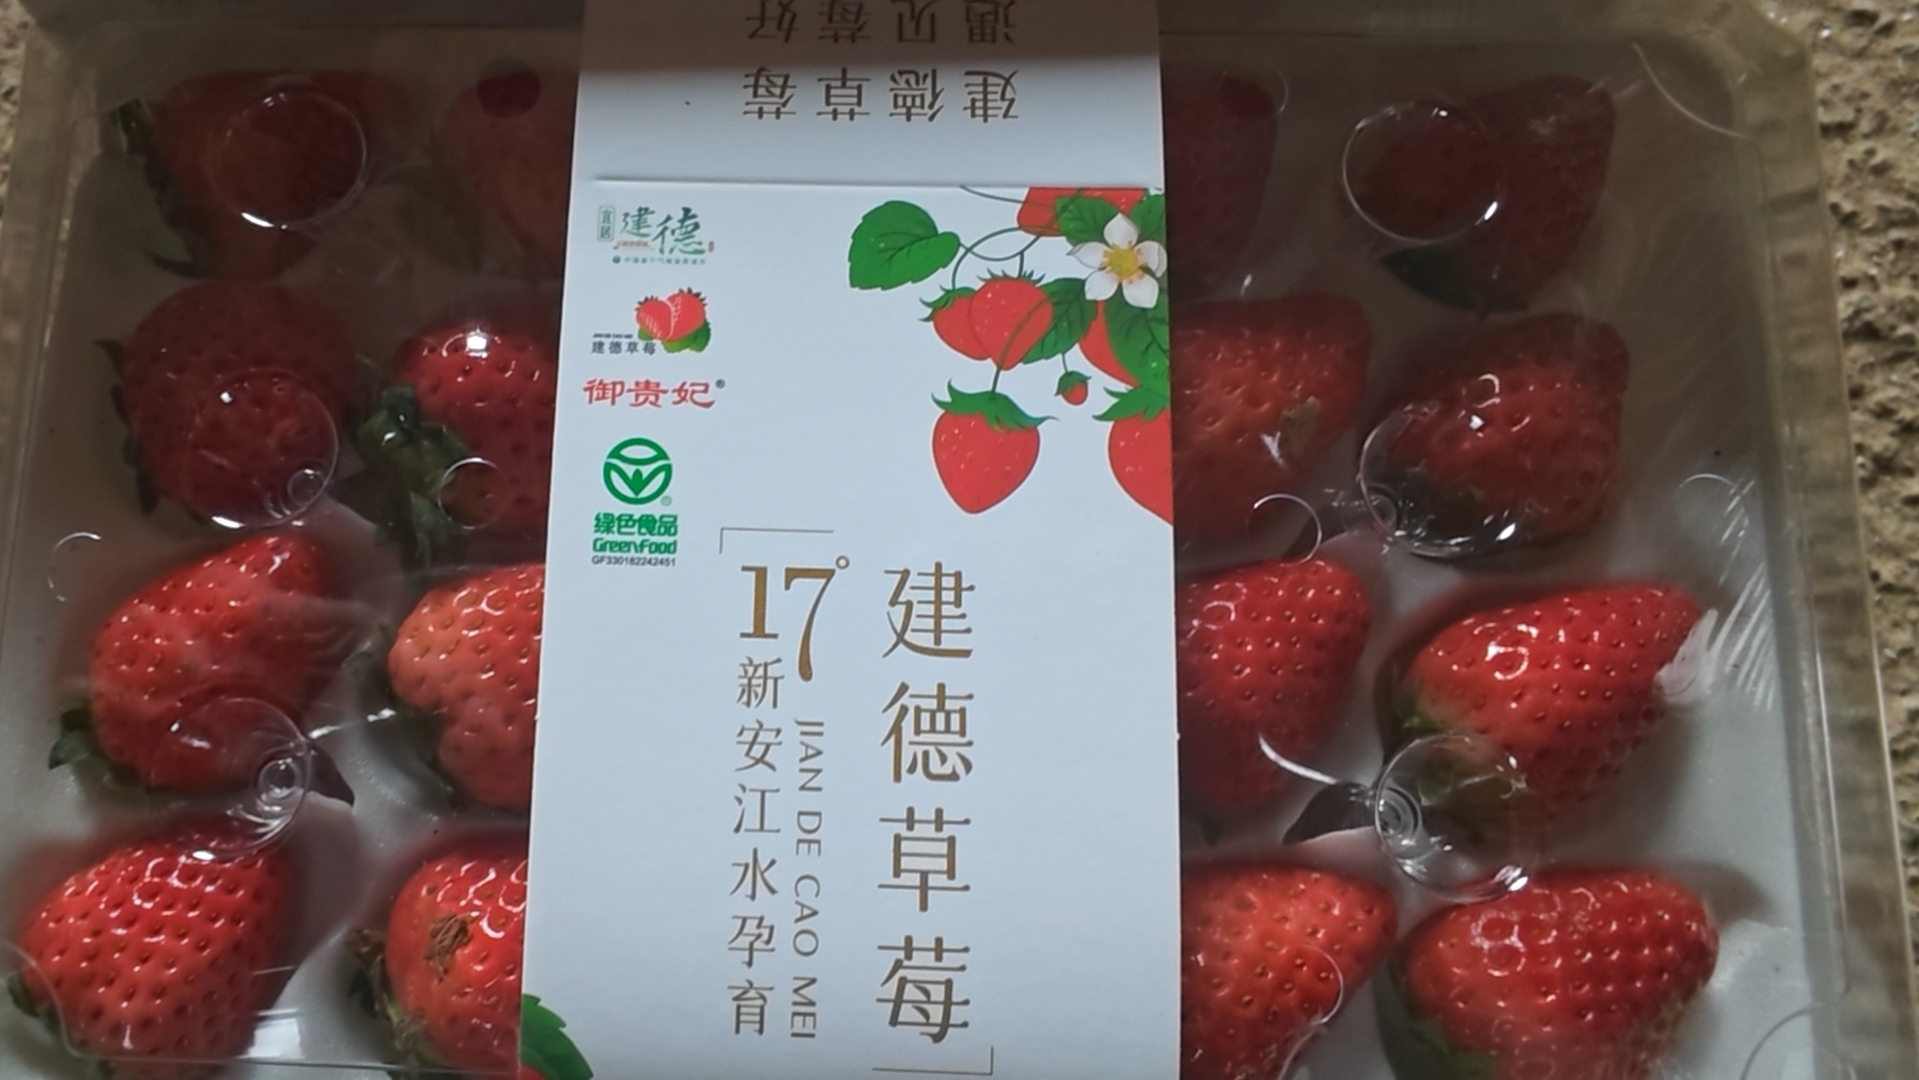 遇见莓好
建德草莓
宜居
建德
建德草莓
御贵妃®
绿色食品®
GreenFood
GF330182242451
建德草莓
17°
新安江水孕育
JIAN DE CAO MEI